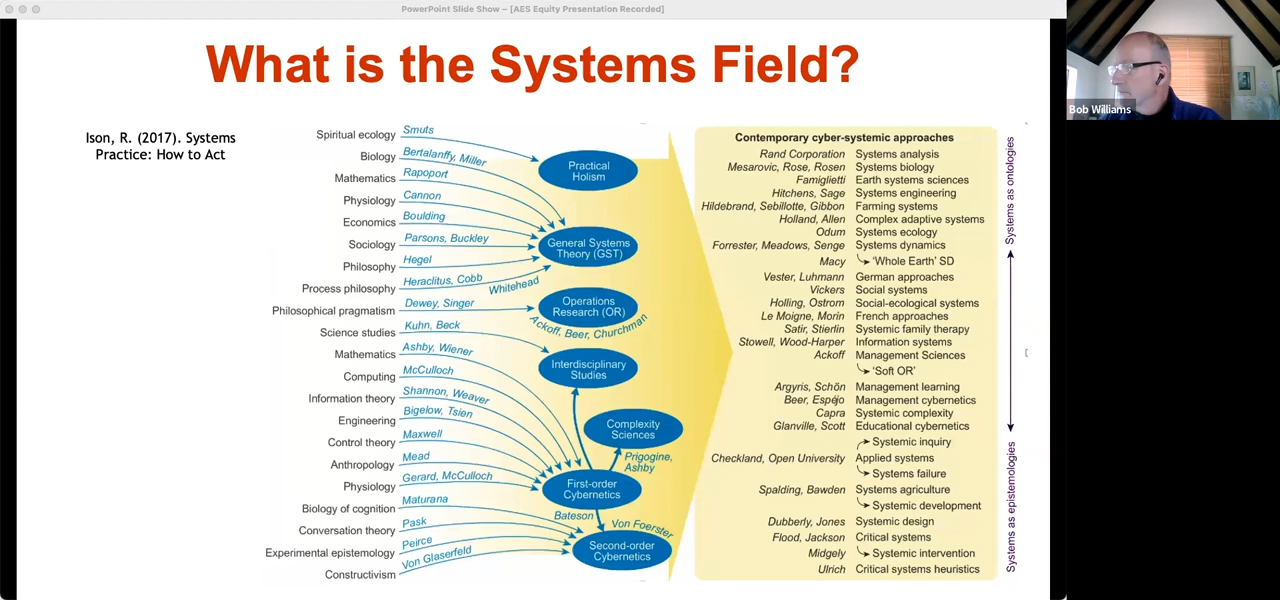 PowerPoint Slide Show – [AES Equity Presentation Recorded]
What is the Systems Field?
Bob Williams
Ison, R. (2017). Systems
Practice: How to Act
Spiritual ecology
Smuts
Biology
Bertalanffy, Miller
Mathematics
Rapoport
Physiology
Cannon
Economics
Boulding
Sociology
Parsons, Buckley
Philosophy
Hegel
Process philosophy
Heraclitus, Cobb
Whitehead
Philosophical pragmatism
Dewey, Singer
Science studies
Kuhn, Beck
Mathematics
Ashby, Wiener
Computing
McCulloch
Information theory
Shannon, Weaver
Engineering
Bigelow, Tsien
Control theory
Maxwell
Anthropology
Mead
Physiology
Gerard, McCulloch
Biology of cognition
Maturana
Conversation theory
Pask
Experimental epistemology
Peirce
Constructivism
Von Glaserfeld
Practical
Holism
General Systems
Theory (GST)
Operations
Research (OR)
Ackoff, Beer, Churchman
Interdisciplinary
Studies
Complexity
Sciences
Prigogine,
Ashby
First-order
Cybernetics
Bateson
Von Foerster
Second-order
Cybernetics
Contemporary cyber-systemic approaches
Rand Corporation Systems analysis
Mesarovic, Rose, Rosen Systems biology
Famiglietti Earth systems sciences
Hitchens, Sage Systems engineering
Hildebrand, Sebillotte, Gibbon Farming systems
Holland, Allen Complex adaptive systems
Odum Systems ecology
Forrester, Meadows, Senge Systems dynamics
Macy ‘Whole Earth’ SD
Vester, Luhmann German approaches
Vickers Social systems
Holling, Ostrom Social-ecological systems
Le Moigne, Morin French approaches
Satir, Stierlin Systemic family therapy
Stowell, Wood-Harper Information systems
Ackoff Management Sciences
‘Soft OR’
Argyris, Schön Management learning
Beer, Espéjo Management cybernetics
Capra Systemic complexity
Glanville, Scott Educational cybernetics
Systemic inquiry
Checkland, Open University Applied systems
Systems failure
Spalding, Bawden Systems agriculture
Systemic development
Dubberly, Jones Systemic design
Flood, Jackson Critical systems
Midgely Systemic intervention
Ulrich Critical systems heuristics
Systems as ontologies
Systems as epistemologies